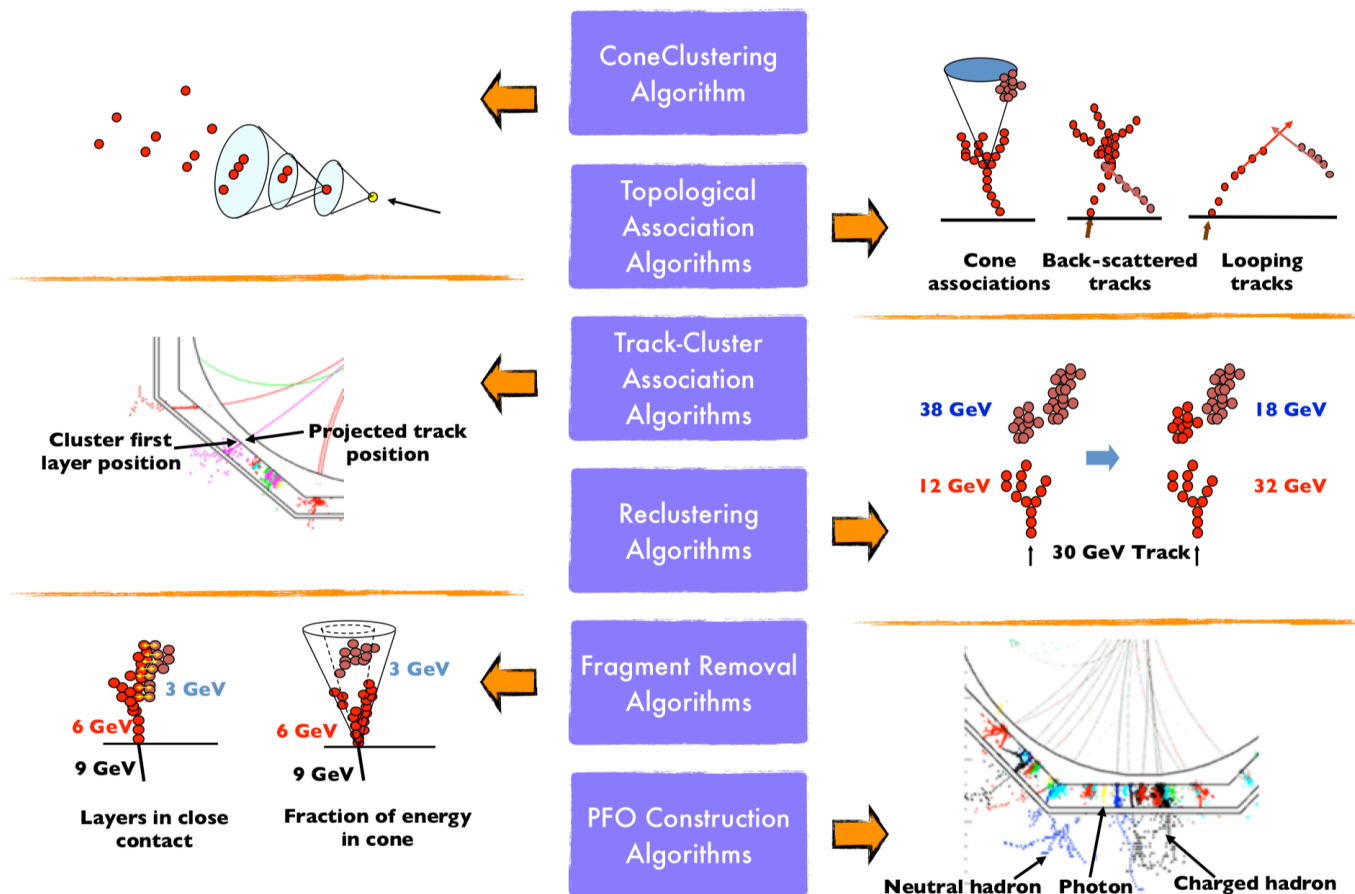 ConeClustering
Algorithm
Topological
Association
Algorithms
Cone
associations
Back-scattered
tracks
Looping
tracks
Track-Cluster
Association
Algorithms
Cluster first
layer position
Projected track
position
38 GeV
18 GeV
12 GeV
32 GeV
30 GeV Track
Reclustering
Algorithms
Fragment Removal
Algorithms
3 GeV
6 GeV
9 GeV
Layers in close
contact
3 GeV
6 GeV
9 GeV
Fraction of energy
in cone
PFO Construction
Algorithms
Neutral hadron
Photon
Charged hadron